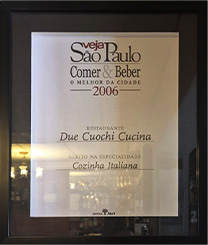 veja
São Paulo
Comer & Beber
O MELHOR DA CIDADE
2006
RESTAURANTE
Due Cuochi Cucina
ELEITO NA ESPECIALIDADE
Cozinha Italiana